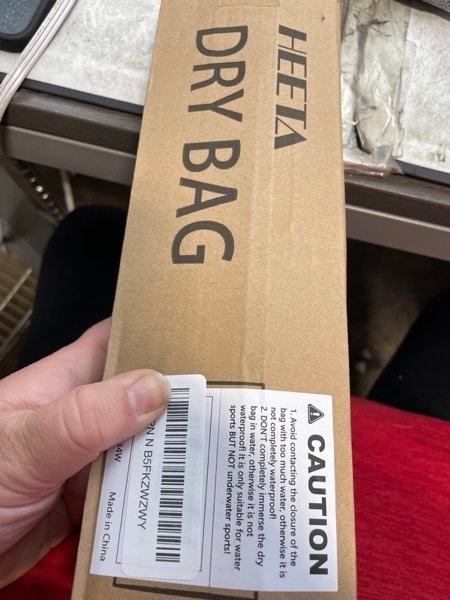 HEETA
DRY BAG
CAUTION
1. Avoid contacting the closure of the
bag with too much water, otherwise it is
not completely waterproof!
2. DON'T completely immerse the dry
bag in water, otherwise it is not
waterproof! It is only suitable for water
sports BUT NOT underwater sports!
N B5FKZWZWY
Made in China